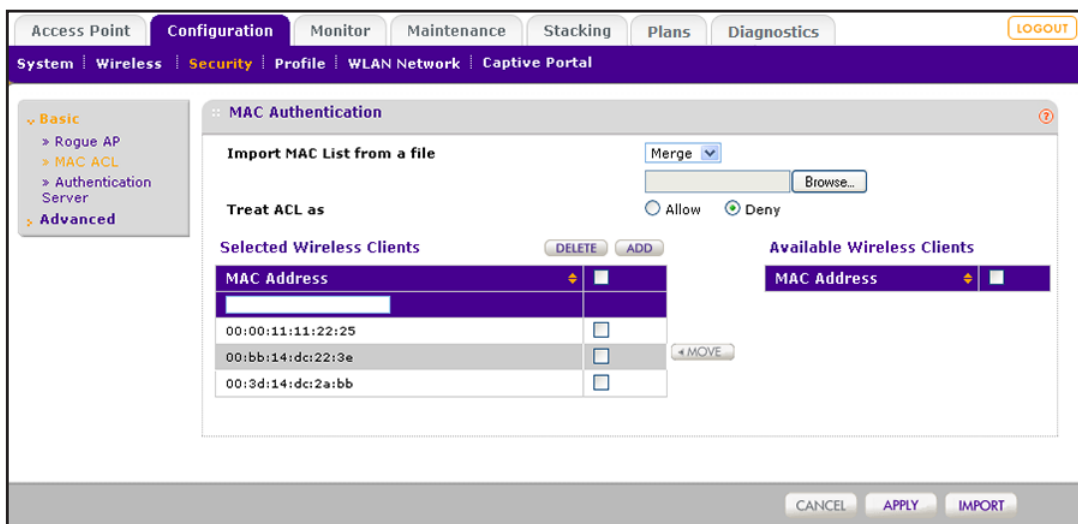 Access Point Configuration Monitor Maintenance Stacking Plans Diagnostics LOGOUT
System Wireless Security Profile WLAN Network Captive Portal
Basic
» Rogue AP
» MAC ACL
» Authentication
Server
Advanced
MAC Authentication ?
Import MAC List from a file Merge
Browse...
Treat ACL as Allow Deny
Selected Wireless Clients DELETE ADD
MAC Address
00:00:11:11:22:25
00:bb:14:dc:22:3e
00:3d:14:dc:2a:bb
MOVE
Available Wireless Clients
MAC Address
CANCEL APPLY IMPORT